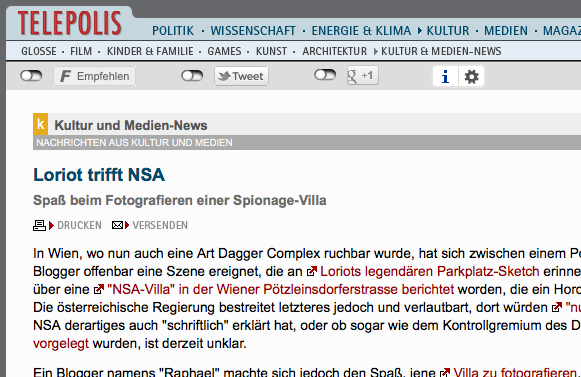 TELEPOLIS
POLITIK · WISSENSCHAFT · ENERGIE & KLIMA KULTUR · MEDIEN · MAGAZ
GLOSSE · FILM · KINDER & FAMILIE · GAMES · KUNST · ARCHITEKTUR KULTUR & MEDIEN-NEWS
F Empfehlen Tweet g +1 i
k Kultur und Medien-News
NACHRICHTEN AUS KULTUR UND MEDIEN
Loriot trifft NSA
Spaß beim Fotografieren einer Spionage-Villa
DRUCKEN VERSENDEN
In Wien, wo nun auch eine Art Dagger Complex ruchbar wurde, hat sich zwischen einem Po
Blogger offenbar eine Szene ereignet, die an Loriots legendären Parkplatz-Sketch erinne
über eine "NSA-Villa" in der Wiener Pötzleinsdorferstrasse berichtet worden, die ein Hord
Die österreichische Regierung bestreitet letzteres jedoch und verlautbart, dort würden "nu
NSA derartiges auch "schriftlich" erklärt hat, oder ob sogar wie dem Kontrollgremium des D
vorgelegt wurden, ist derzeit unklar.
Ein Blogger namens "Raphael" machte sich jedoch den Spaß, jene Villa zu fotografieren,